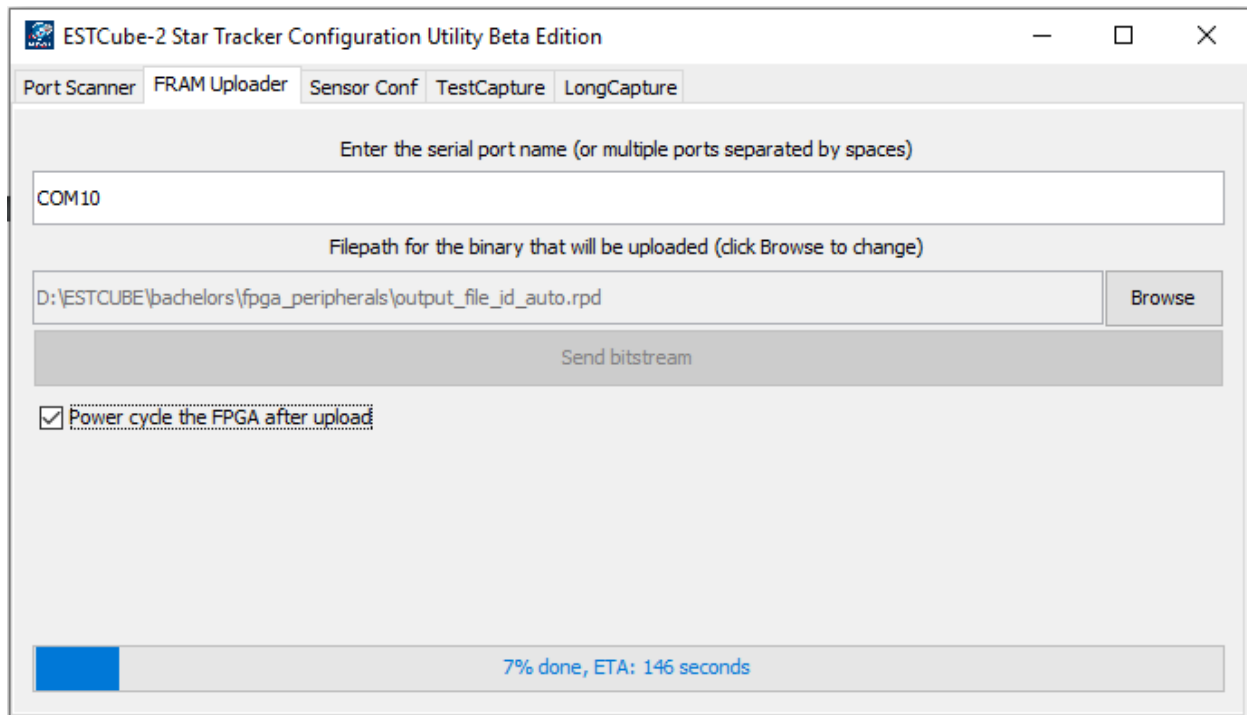 ESTCube-2 Star Tracker Configuration Utility Beta Edition
Port Scanner FRAM Uploader Sensor Conf TestCapture LongCapture
Enter the serial port name (or multiple ports separated by spaces)
COM10
Filepath for the binary that will be uploaded (click Browse to change)
D:\ESTCUBE\bachelors\fpga_peripherals\output_file_id_auto.rpd Browse
Send bitstream
Power cycle the FPGA after upload
7% done, ETA: 146 seconds